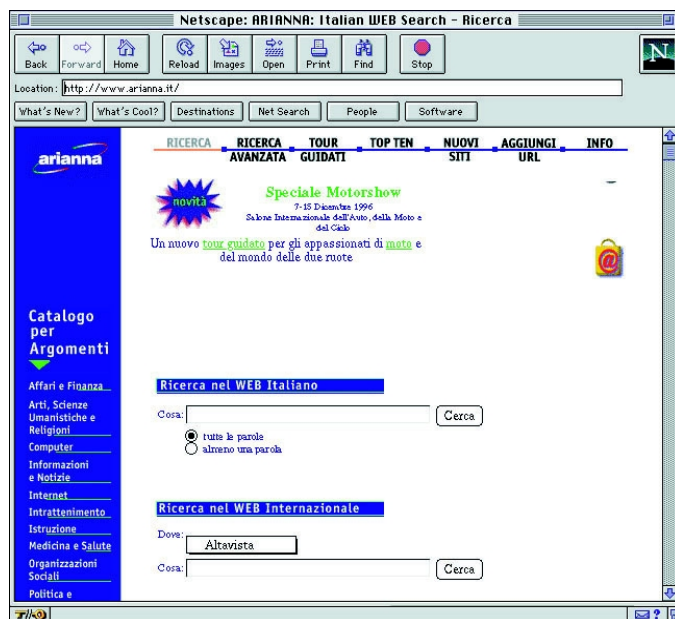 Netscape: ARIANNA: Italian WEB Search - Ricerca
Back Forward Home Reload Images Open Print Find Stop
N
Location: http://www.arianna.it/
What's New? What's Cool? Destinations Net Search People Software
arianna
RICERCA RICERCA AVANZATA TOUR GUIDATI TOP TEN NUOVI SITI AGGIUNGI URL INFO
novità
Speciale Motorshow
7-15 Dicembre 1996
Salone Internazionale dell'Auto, della Moto e
del Ciclo
Un nuovo tour guidato per gli appassionati di moto e
del mondo delle due ruote
@
Catalogo
per
Argomenti
Affari e Finanza
Arti, Scienze
Umanistiche e
Religioni
Computer
Informazioni
e Notizie
Internet
Intrattenimento
Istruzione
Medicina e Salute
Organizzazioni
Sociali
Politica e
Ricerca nel WEB Italiano
Cosa: Cerca
tutte le parole
almeno una parola
Ricerca nel WEB Internazionale
Dove: Altavista
Cosa: Cerca
?